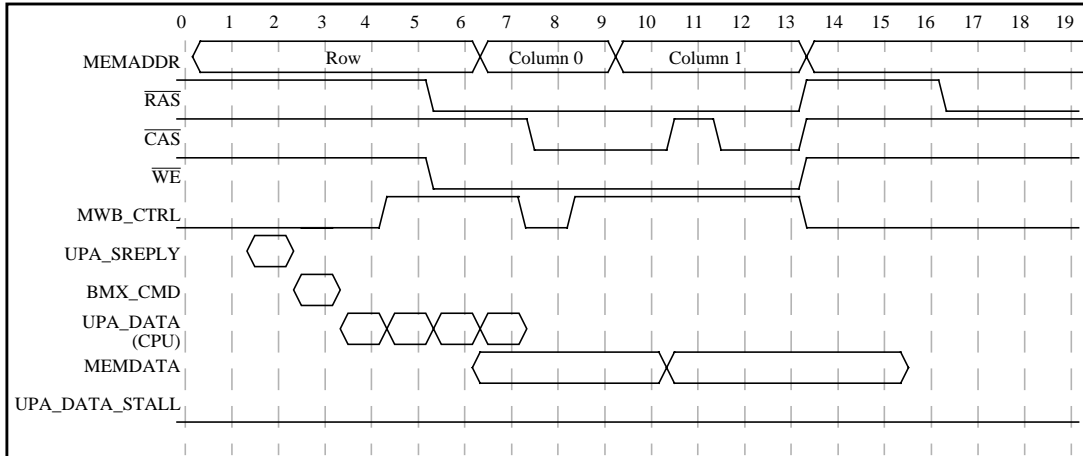 0 1 2 3 4 5 6 7 8 9 10 11 12 13 14 15 16 17 18 19
MEMADDR Row Column 0 Column 1
RAS
CAS
WE
MWB_CTRL
UPA_SREPLY
BMX_CMD
UPA_DATA
(CPU)
MEMDATA
UPA_DATA_STALL